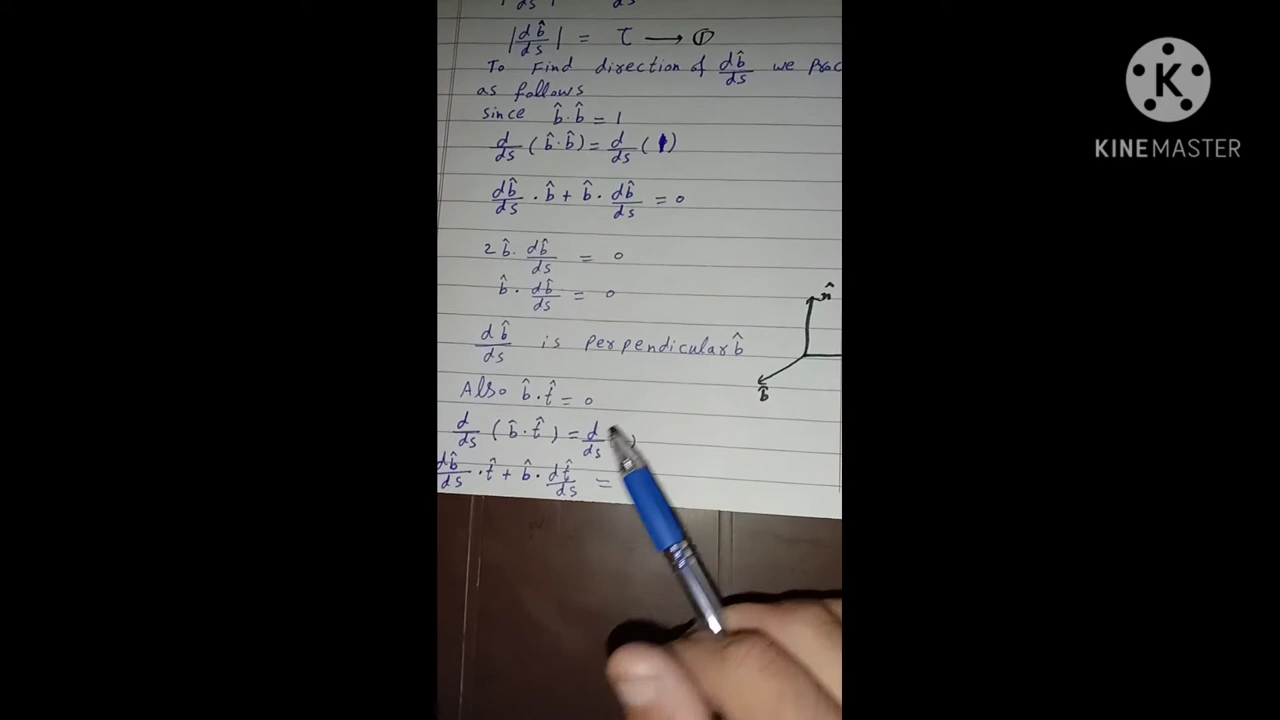 |db̂/ds| = τ → ①
To Find direction of db̂/ds we proc
as follows
since b̂·b̂ = 1
d/ds (b̂·b̂) = d/ds (1)
db̂/ds · b̂ + b̂ · db̂/ds = 0
2 b̂ · db̂/ds = 0
b̂ · db̂/ds = 0
db̂/ds is perpendicular b̂
n̂
b̂
Also b̂·t̂ = 0
d/ds (b̂·t̂) = d/ds )
db̂/ds · t̂ + b̂ · dt̂/ds =
K
KINEMASTER